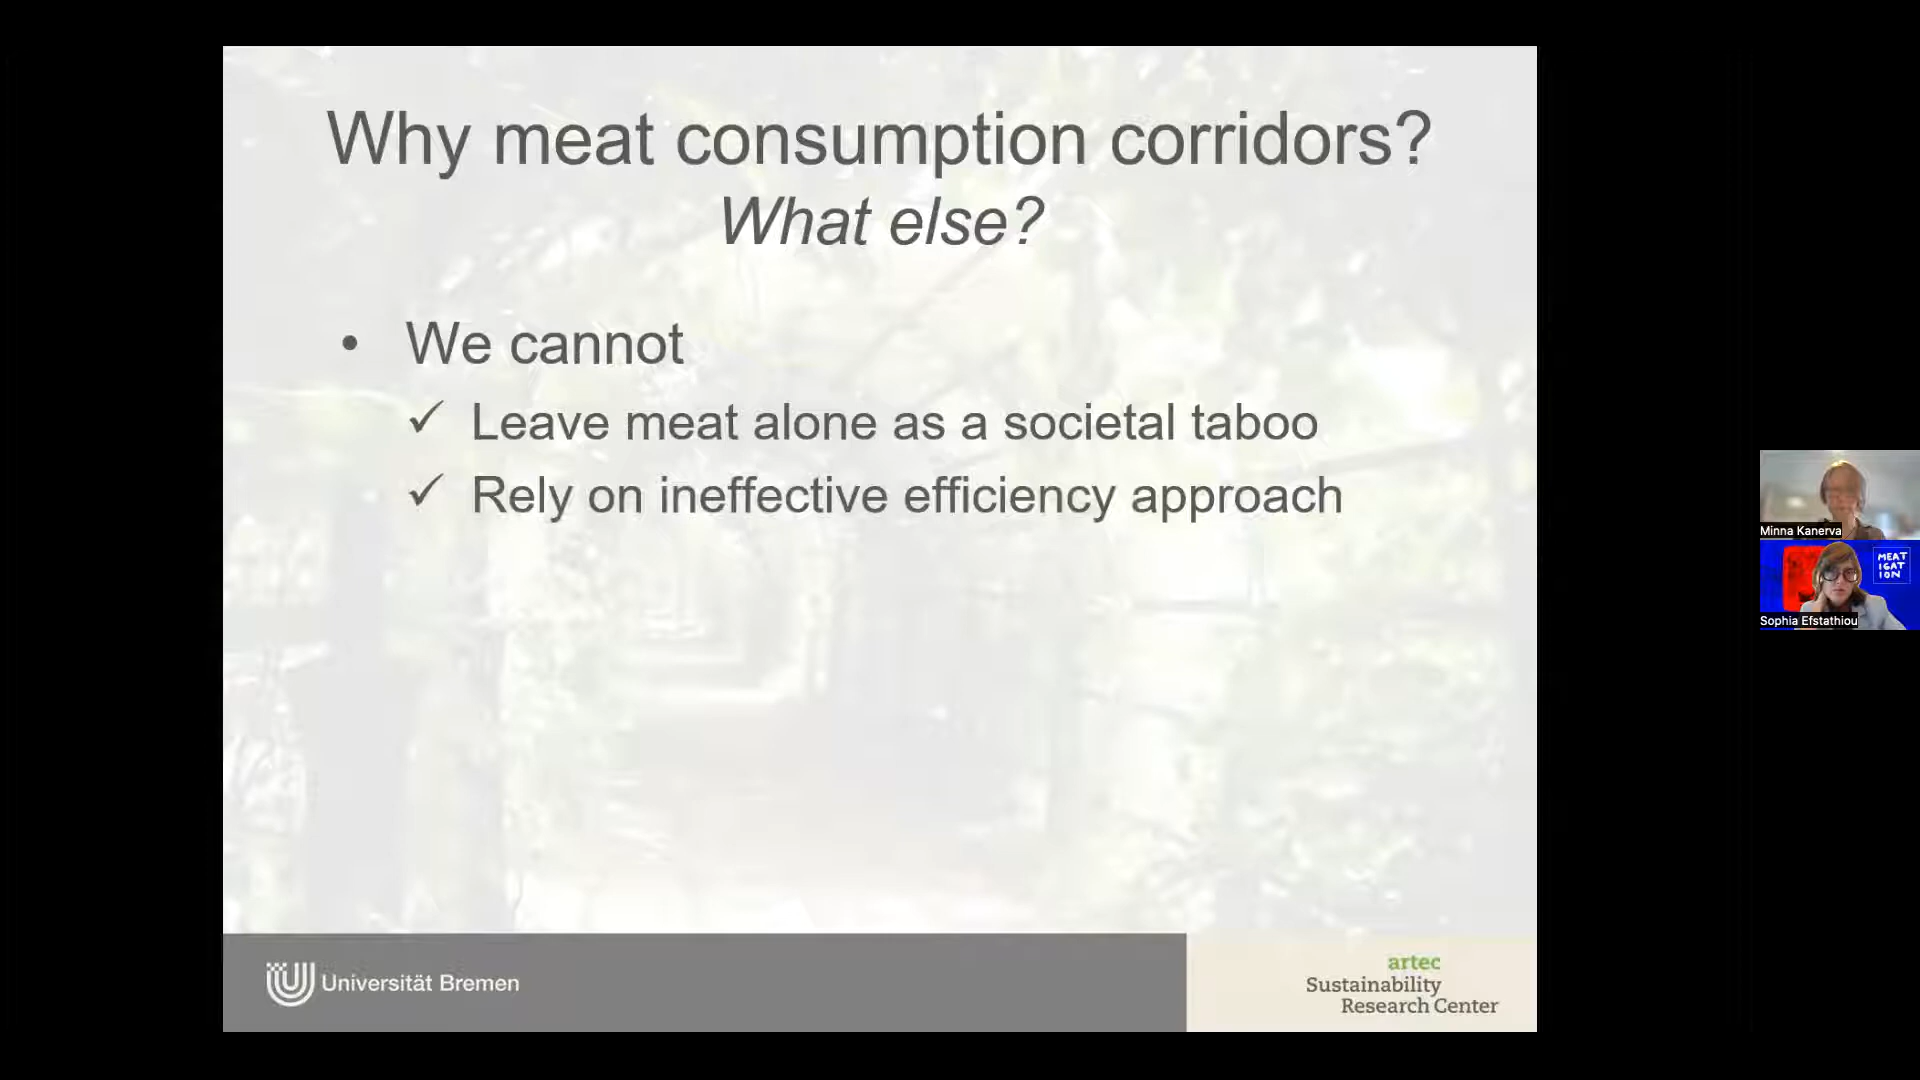 Why meat consumption corridors?
What else?
• We cannot
✓ Leave meat alone as a societal taboo
✓ Rely on ineffective efficiency approach
Minna Kanerva
MEAT
IGAT
ION
Sophia Efstathiou
Universität Bremen
artec
Sustainability
Research Center